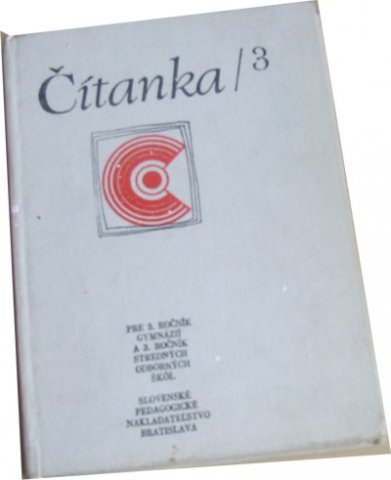 Čítanka/3
PRE 3. ROČNÍK
GYMNÁZIÍ
A 3. ROČNÍK
STREDNÝCH
ODBORNÝCH
ŠKÔL
SLOVENSKÉ
PEDAGOGICKÉ
NAKLADATEĽSTVO
BRATISLAVA